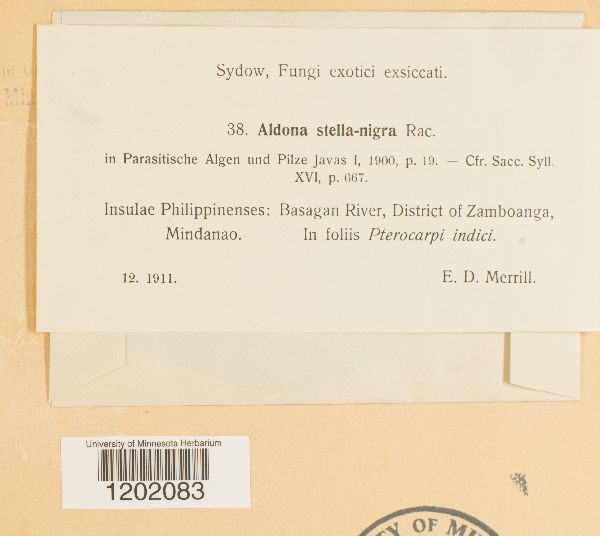 Sydow, Fungi exotici exsiccati.
38. Aldona stella-nigra Rac.
in Parasitische Algen und Pilze Javas I, 1900, p. 19. — Cfr. Sacc. Syll.
XVI, p. 667.
Insulae Philippinenses: Basagan River, District of Zamboanga,
Mindanao. In foliis Pterocarpi indici.
12. 1911. E. D. Merrill.
University of Minnesota Herbarium
1202083
OF